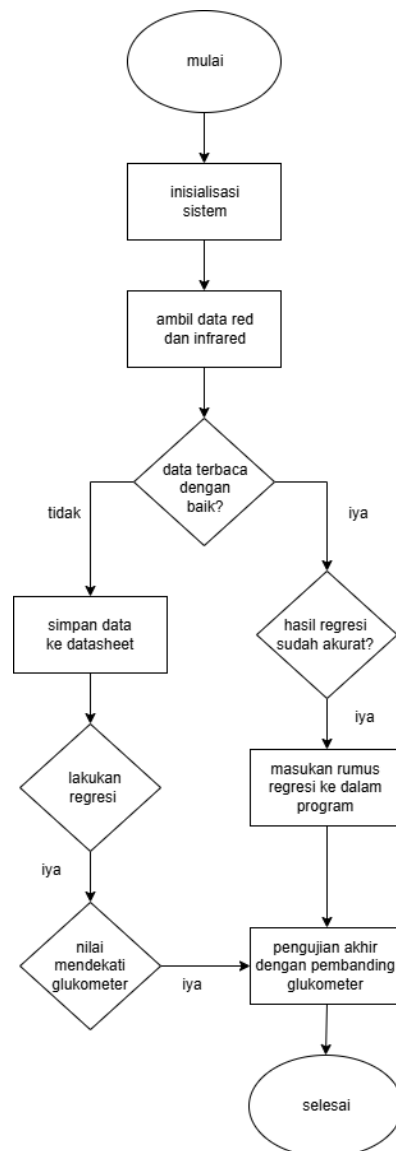 mulai
inisialisasi
sistem
ambil data red
dan infrared
data terbaca
dengan
baik?
tidak
iya
simpan data
ke datasheet
hasil regresi
sudah akurat?
iya
lakukan
regresi
masukan rumus
regresi ke dalam
program
iya
nilai
mendekati
glukometer
iya
pengujian akhir
dengan pembanding
glukometer
selesai